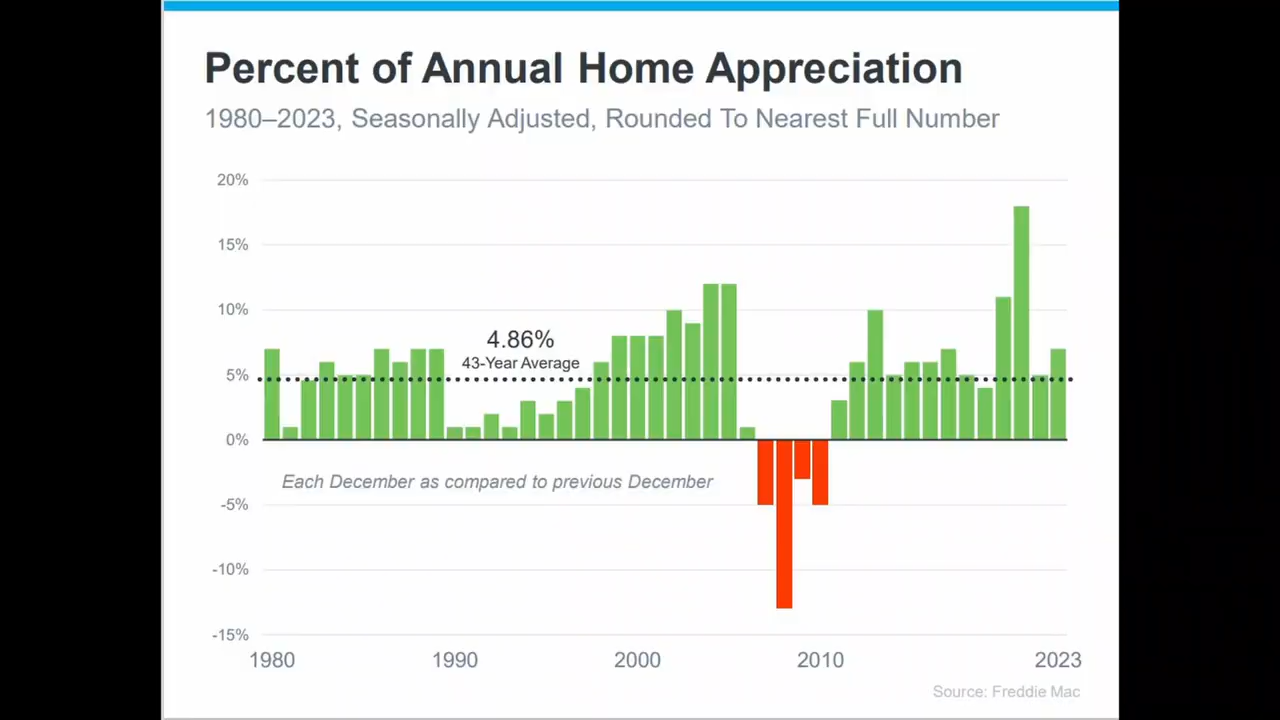 Percent of Annual Home Appreciation
1980–2023, Seasonally Adjusted, Rounded To Nearest Full Number
20%
15%
10%
4.86%
43-Year Average
5%
0%
Each December as compared to previous December
-5%
-10%
-15%
1980 1990 2000 2010 2023
Source: Freddie Mac